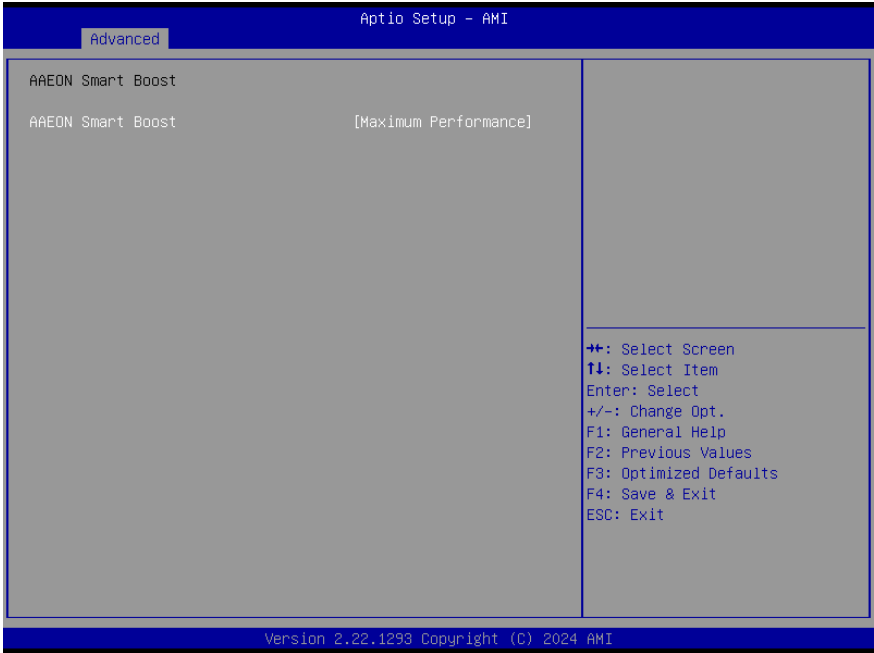 Aptio Setup – AMI
Advanced
AAEON Smart Boost
AAEON Smart Boost [Maximum Performance]
→←: Select Screen
↑↓: Select Item
Enter: Select
+/-: Change Opt.
F1: General Help
F2: Previous Values
F3: Optimized Defaults
F4: Save & Exit
ESC: Exit
Version 2.22.1293 Copyright (C) 2024 AMI